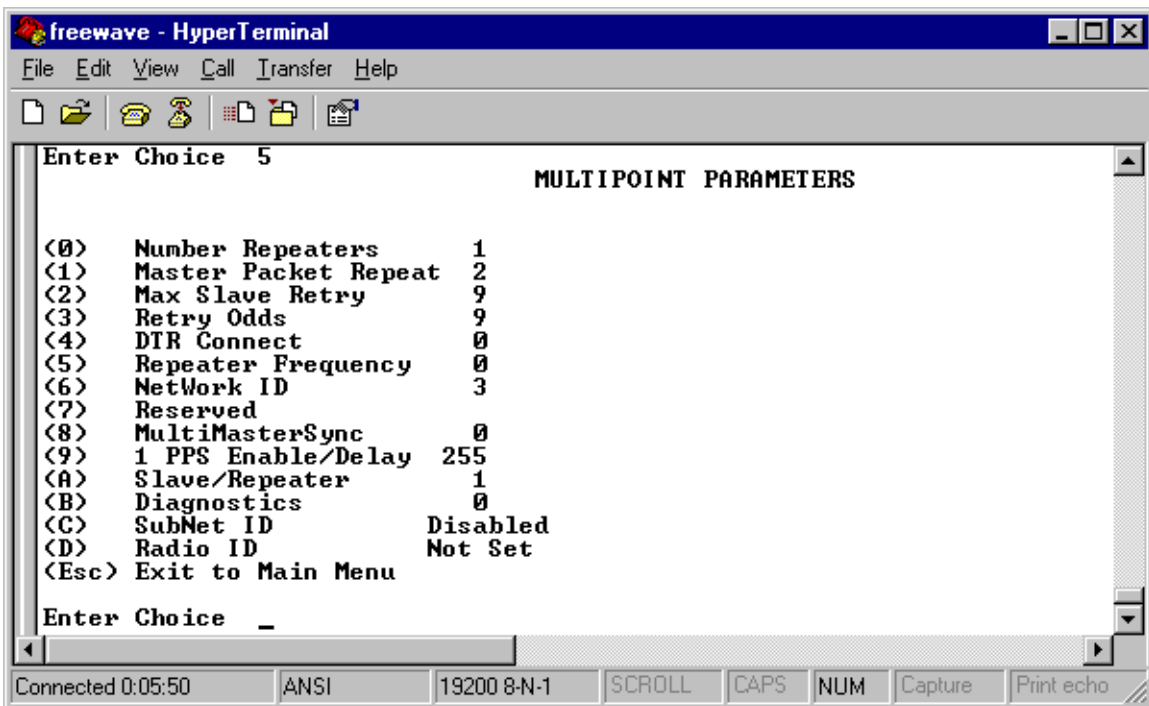 freewave - HyperTerminal
File Edit View Call Transfer Help
Enter Choice 5
MULTIPOINT PARAMETERS
(0) Number Repeaters 1
(1) Master Packet Repeat 2
(2) Max Slave Retry 9
(3) Retry Odds 9
(4) DTR Connect 0
(5) Repeater Frequency 0
(6) NetWork ID 3
(7) Reserved
(8) MultiMasterSync 0
(9) 1 PPS Enable/Delay 255
(A) Slave/Repeater 1
(B) Diagnostics 0
(C) SubNet ID Disabled
(D) Radio ID Not Set
(Esc) Exit to Main Menu
Enter Choice _
Connected 0:05:50 ANSI 19200 8-N-1 SCROLL CAPS NUM Capture Print echo